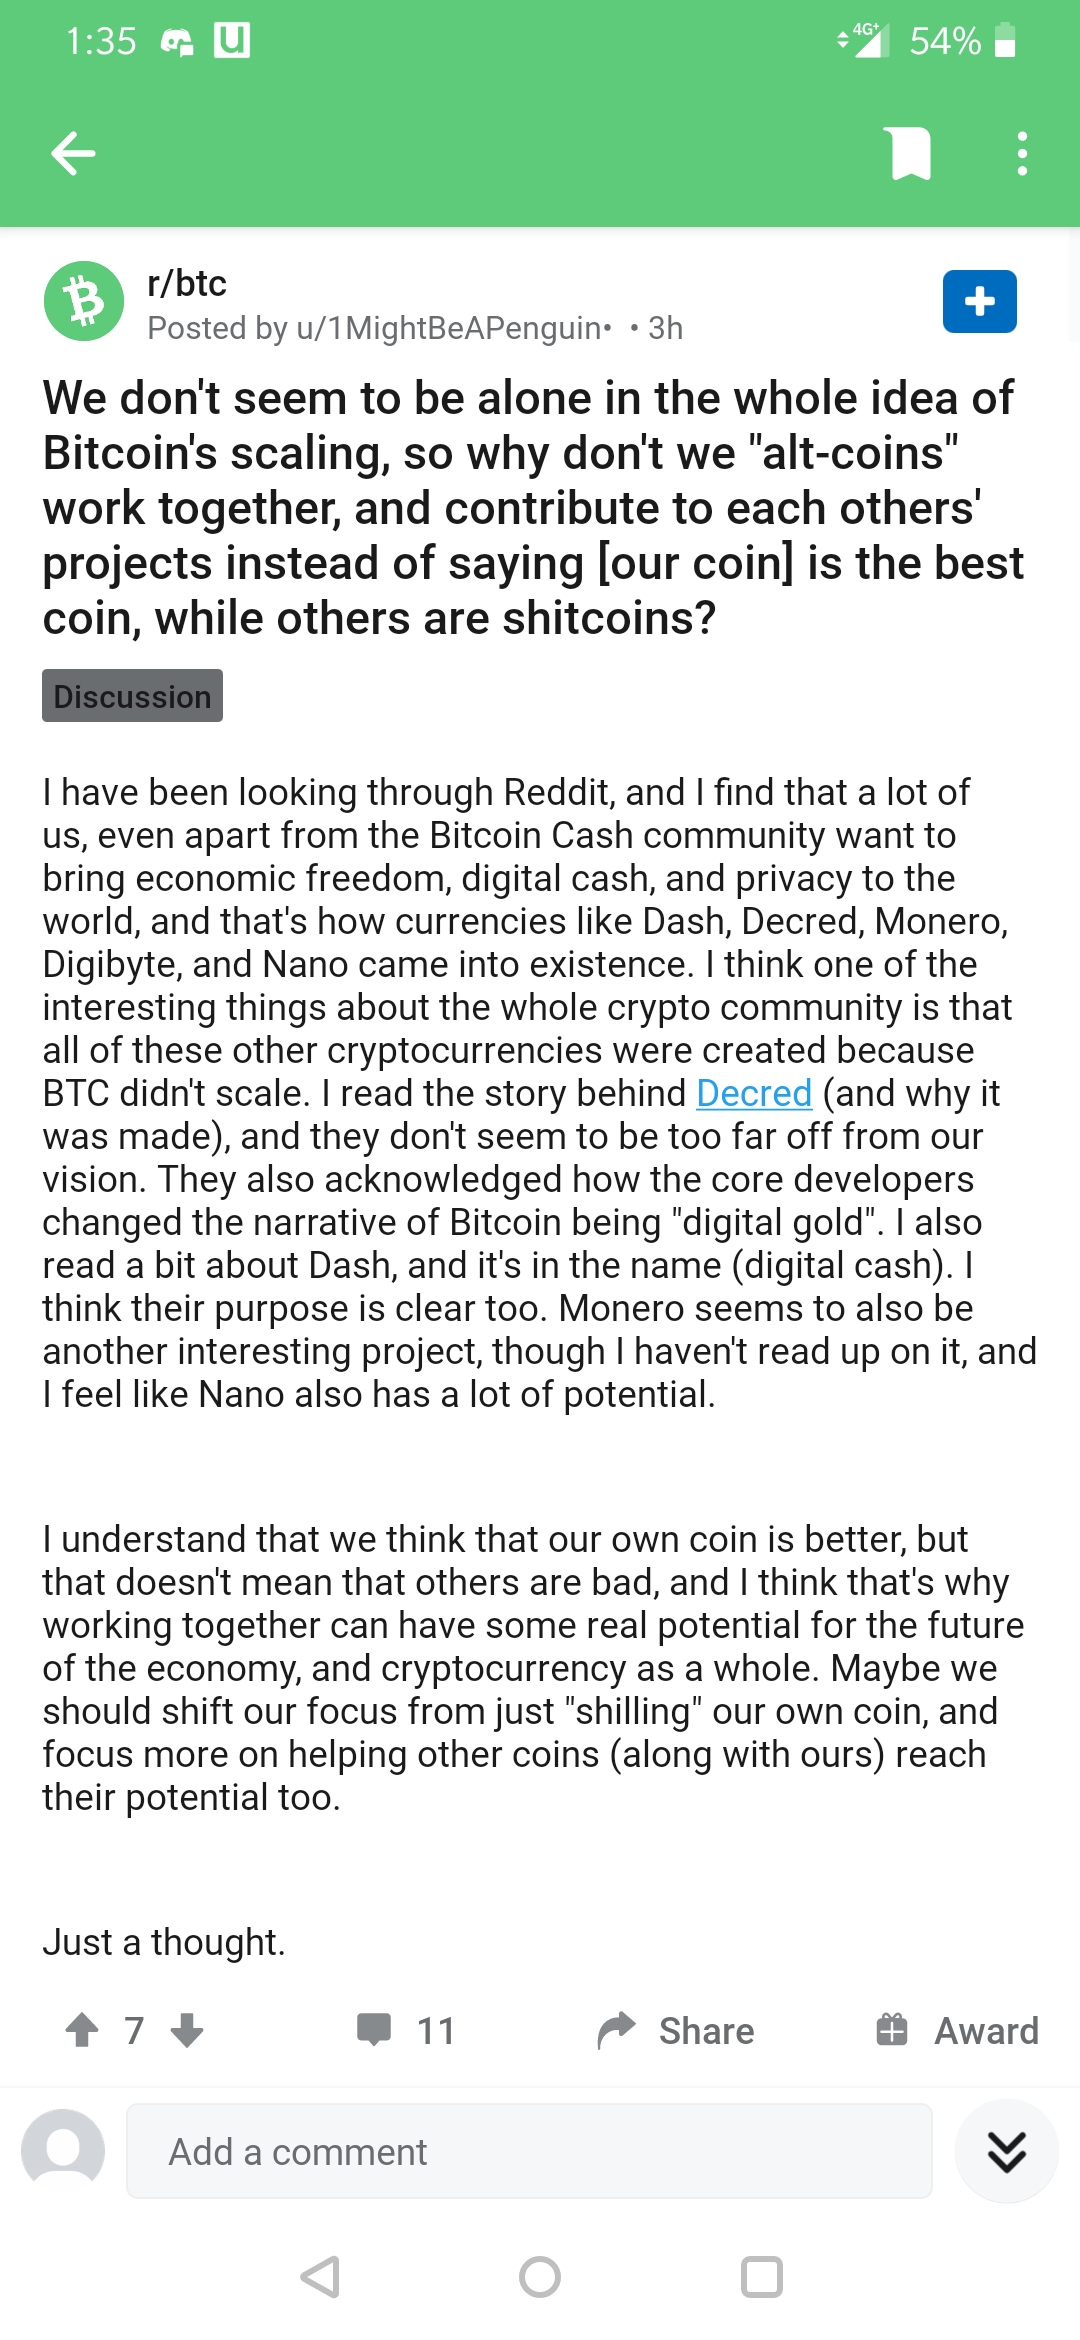 1:35 U 4G+ 54%
r/btc
Posted by u/1MightBeAPenguin• • 3h
We don't seem to be alone in the whole idea of
Bitcoin's scaling, so why don't we "alt-coins"
work together, and contribute to each others'
projects instead of saying [our coin] is the best
coin, while others are shitcoins?
Discussion
I have been looking through Reddit, and I find that a lot of
us, even apart from the Bitcoin Cash community want to
bring economic freedom, digital cash, and privacy to the
world, and that's how currencies like Dash, Decred, Monero,
Digibyte, and Nano came into existence. I think one of the
interesting things about the whole crypto community is that
all of these other cryptocurrencies were created because
BTC didn't scale. I read the story behind Decred (and why it
was made), and they don't seem to be too far off from our
vision. They also acknowledged how the core developers
changed the narrative of Bitcoin being "digital gold". I also
read a bit about Dash, and it's in the name (digital cash). I
think their purpose is clear too. Monero seems to also be
another interesting project, though I haven't read up on it, and
I feel like Nano also has a lot of potential.
I understand that we think that our own coin is better, but
that doesn't mean that others are bad, and I think that's why
working together can have some real potential for the future
of the economy, and cryptocurrency as a whole. Maybe we
should shift our focus from just "shilling" our own coin, and
focus more on helping other coins (along with ours) reach
their potential too.
Just a thought.
7 11 Share Award
Add a comment